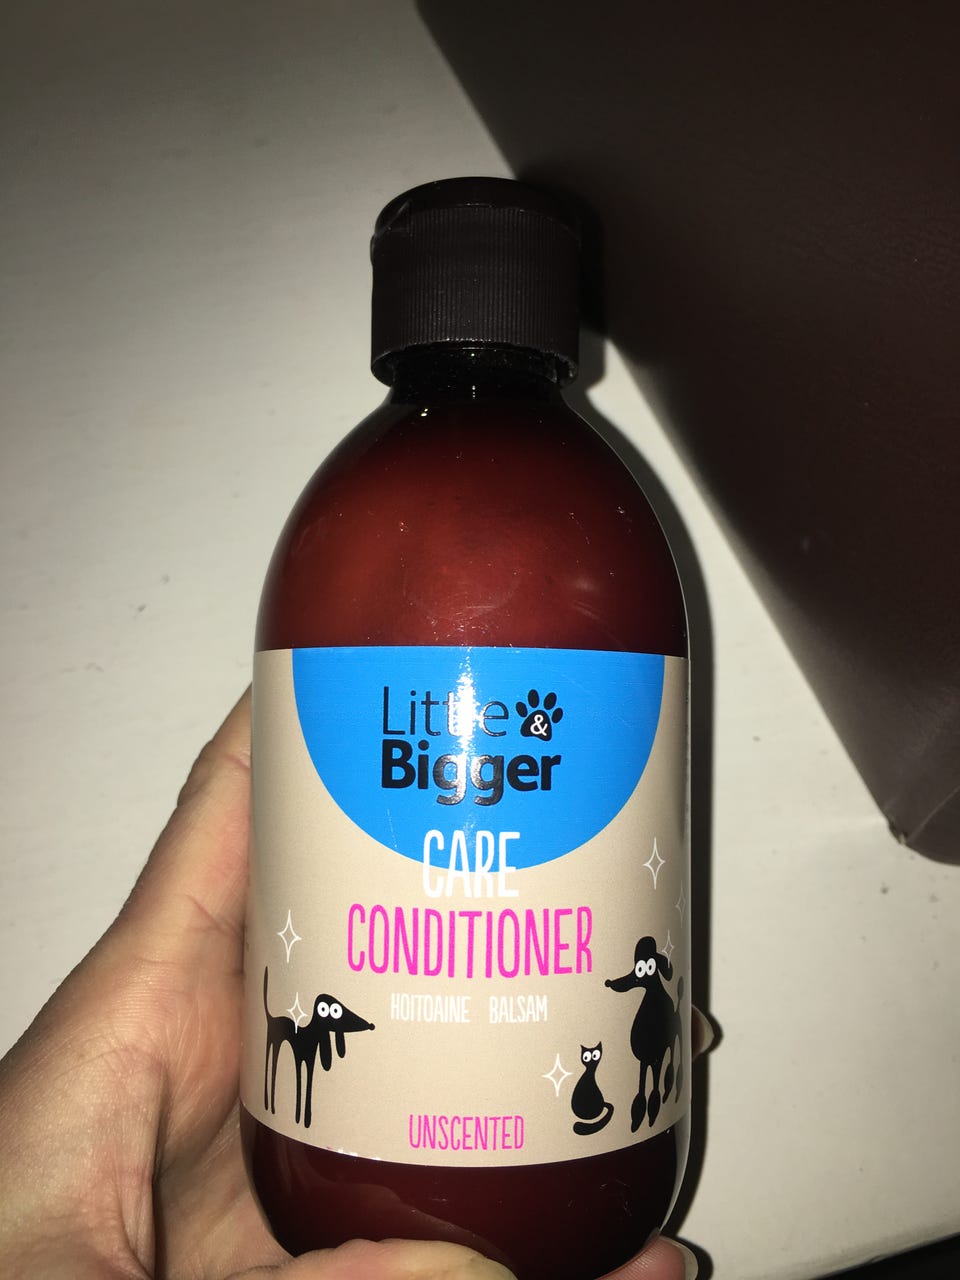 Little &
Bigger
CARE
CONDITIONER
HOITOAINE BALSAM
UNSCENTED